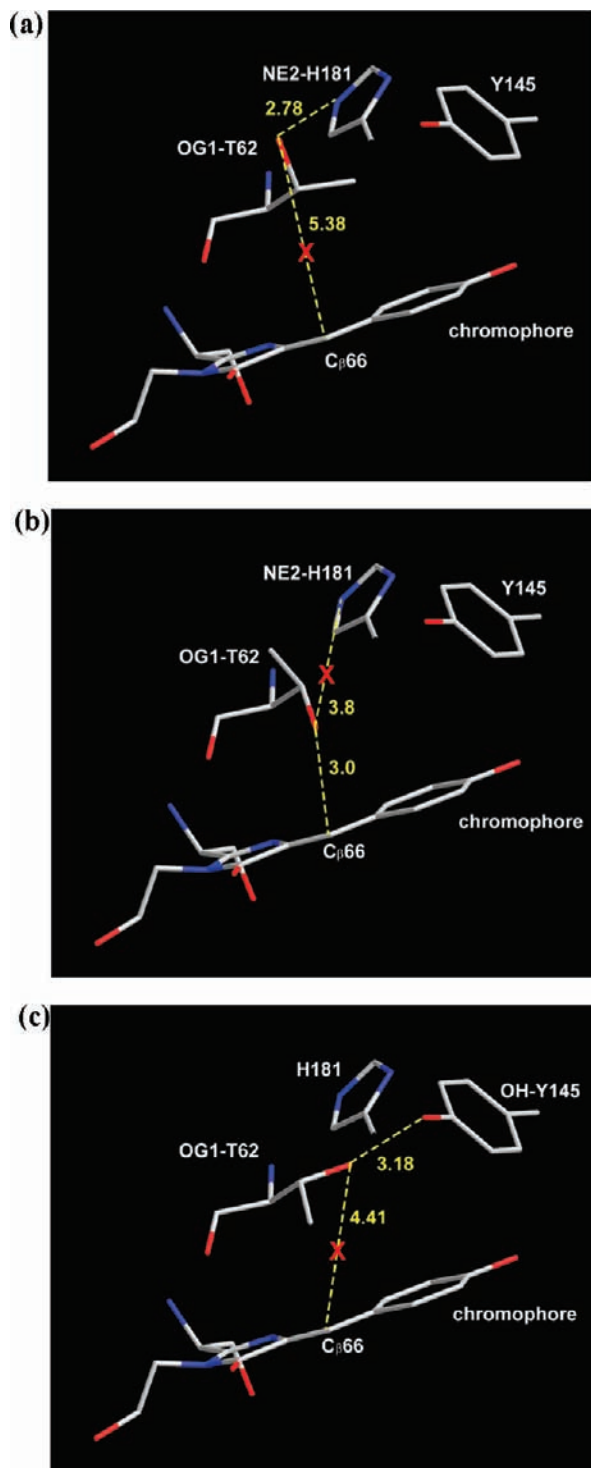 (a)
NE2-H181
Y145
2.78
OG1-T62
5.38
X
chromophore
Cβ66
(b)
NE2-H181
Y145
OG1-T62
X
3.8
3.0
chromophore
Cβ66
(c)
H181
OH-Y145
OG1-T62
3.18
4.41
X
chromophore
Cβ66